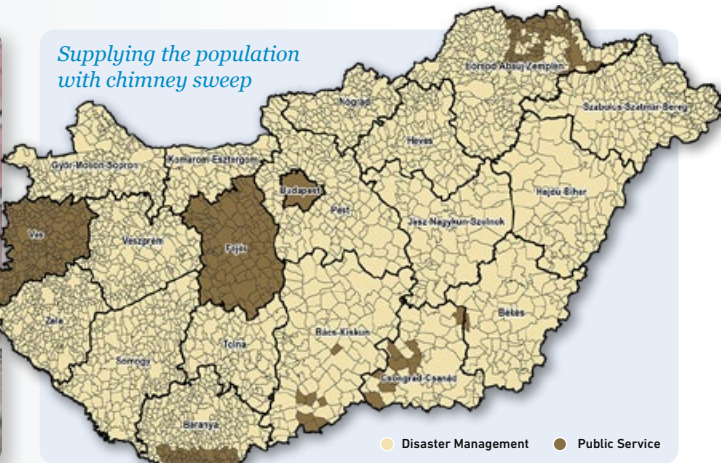 Supplying the population
with chimney sweep
Borsod-Abaúj-Zemplén
Nógrád
Szabolcs-Szatmár-Bereg
Heves
Győr-Moson-Sopron
Komárom-Esztergom
Budapest
Pest
Hajdú-Bihar
Jász-Nagykun-Szolnok
Vas
Veszprém
Fejér
Zala
Somogy
Tolna
Bács-Kiskun
Békés
Csongrád-Csanád
Baranya
Disaster Management
Public Service